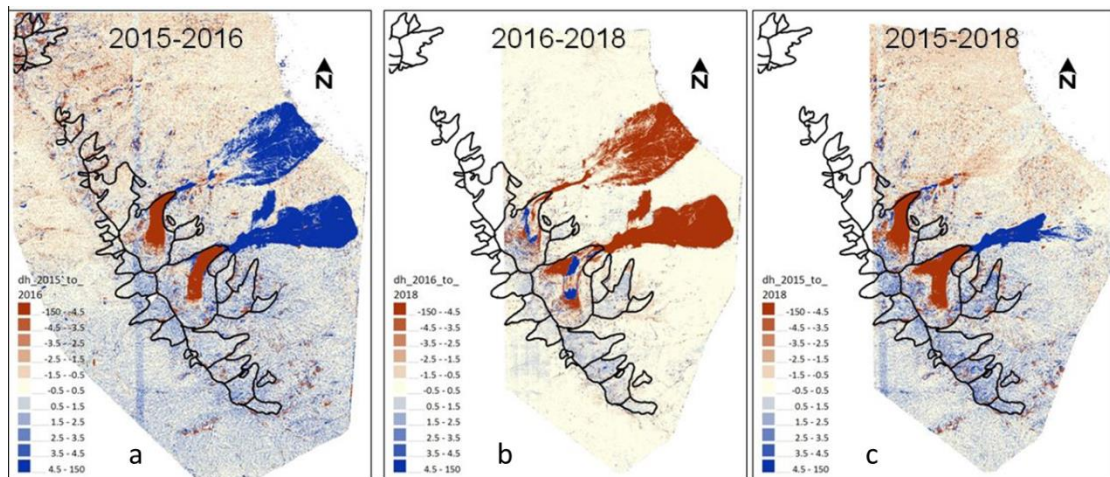 2015-2016
N
dh_2015_to_
2016
-150 - -4.5
-4.5 - -3.5
-3.5 - -2.5
-2.5 - -1.5
-1.5 - -0.5
-0.5 - 0.5
0.5 - 1.5
1.5 - 2.5
2.5 - 3.5
3.5 - 4.5
4.5 - 150
a
2016-2018
N
dh_2016_to_
2018
-150 - -4.5
-4.5 - -3.5
-3.5 - -2.5
-2.5 - -1.5
-1.5 - -0.5
-0.5 - 0.5
0.5 - 1.5
1.5 - 2.5
2.5 - 3.5
3.5 - 4.5
4.5 - 150
b
2015-2018
N
dh_2015_to_
2018
-150 - -4.5
-4.5 - -3.5
-3.5 - -2.5
-2.5 - -1.5
-1.5 - -0.5
-0.5 - 0.5
0.5 - 1.5
1.5 - 2.5
2.5 - 3.5
3.5 - 4.5
4.5 - 150
c